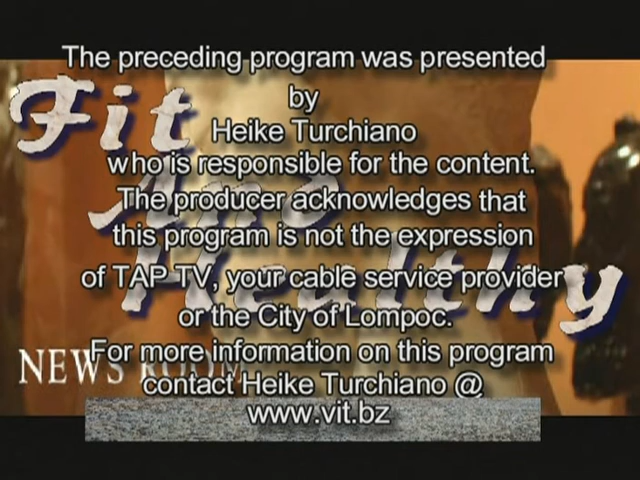 The preceding program was presented
by
Heike Turchiano
who is responsible for the content.
The producer acknowledges that
this program is not the expression
of TAP TV, your cable service provider
or the City of Lompoc.
For more information on this program
contact Heike Turchiano @
www.vit.bz
Fit
And
Healthy
NEWS ROOM